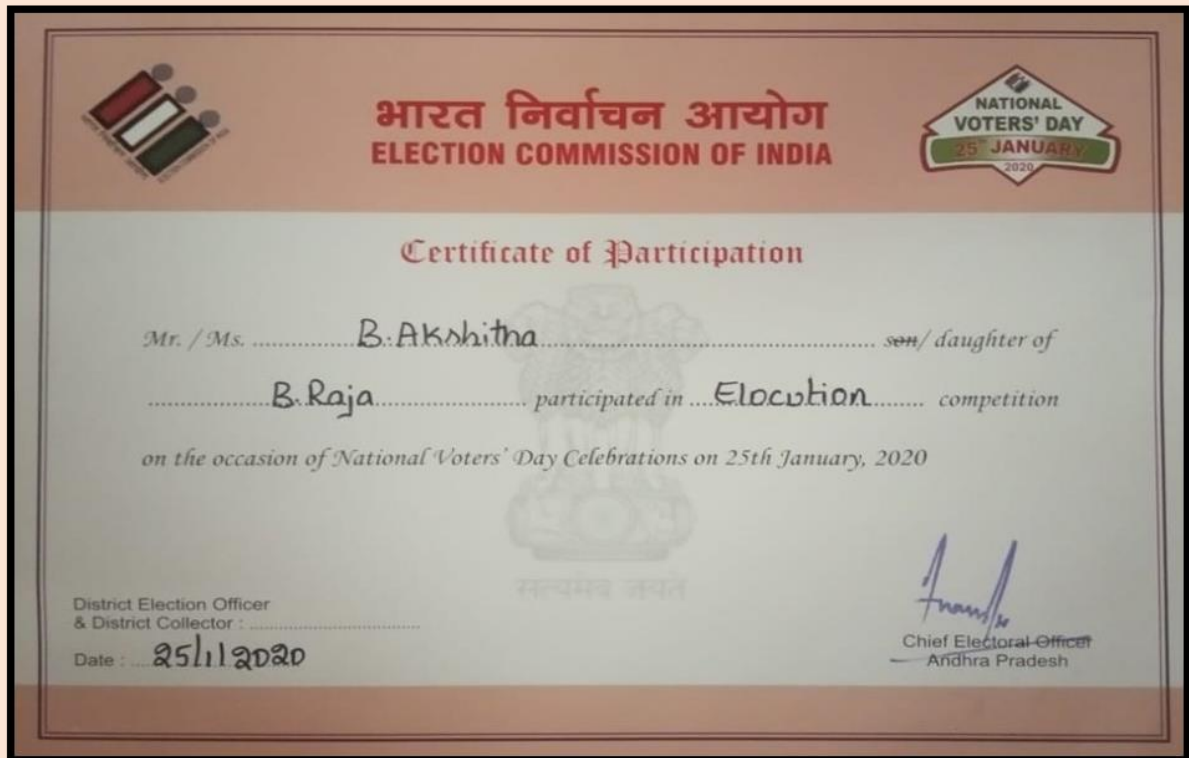 भारत निर्वाचन आयोग
ELECTION COMMISSION OF INDIA
NATIONAL
VOTERS' DAY
25th JANUARY
2020
Certificate of Participation
Mr. / Ms. B. Akshitha son/ daughter of
B. Raja participated in Elocution competition
on the occasion of National Voters' Day Celebrations on 25th January, 2020
सत्यमेव जयते
District Election Officer
& District Collector :
Date : 25/1/2020
Chief Electoral Officer
Andhra Pradesh